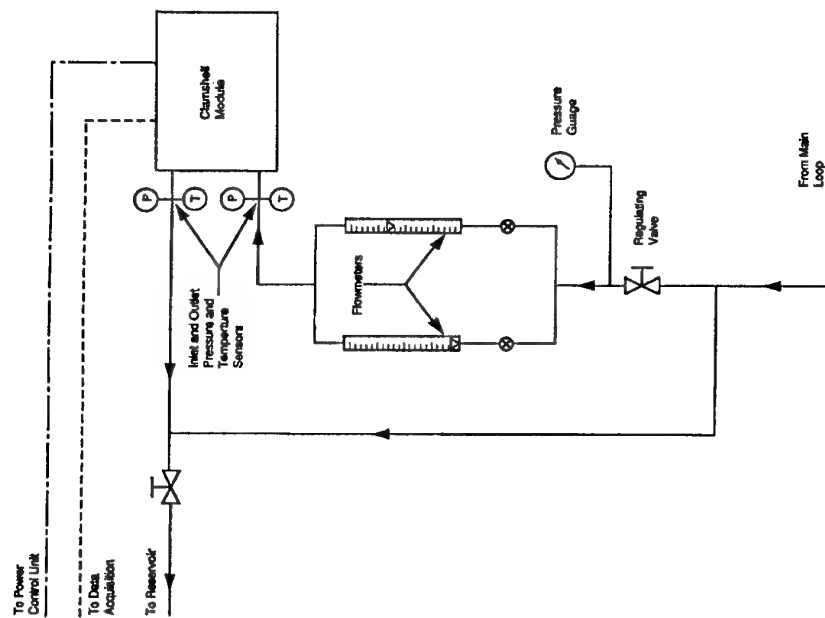 To Power
Control Unit
To Data
Acquisition
To Reservoir
Clamshell
Module
P
T
P
T
Inlet and Outlet
Pressure and
Temperture
Sensors
Flowmeters
Pressure
Guage
Regulating
Valve
From Main
Loop